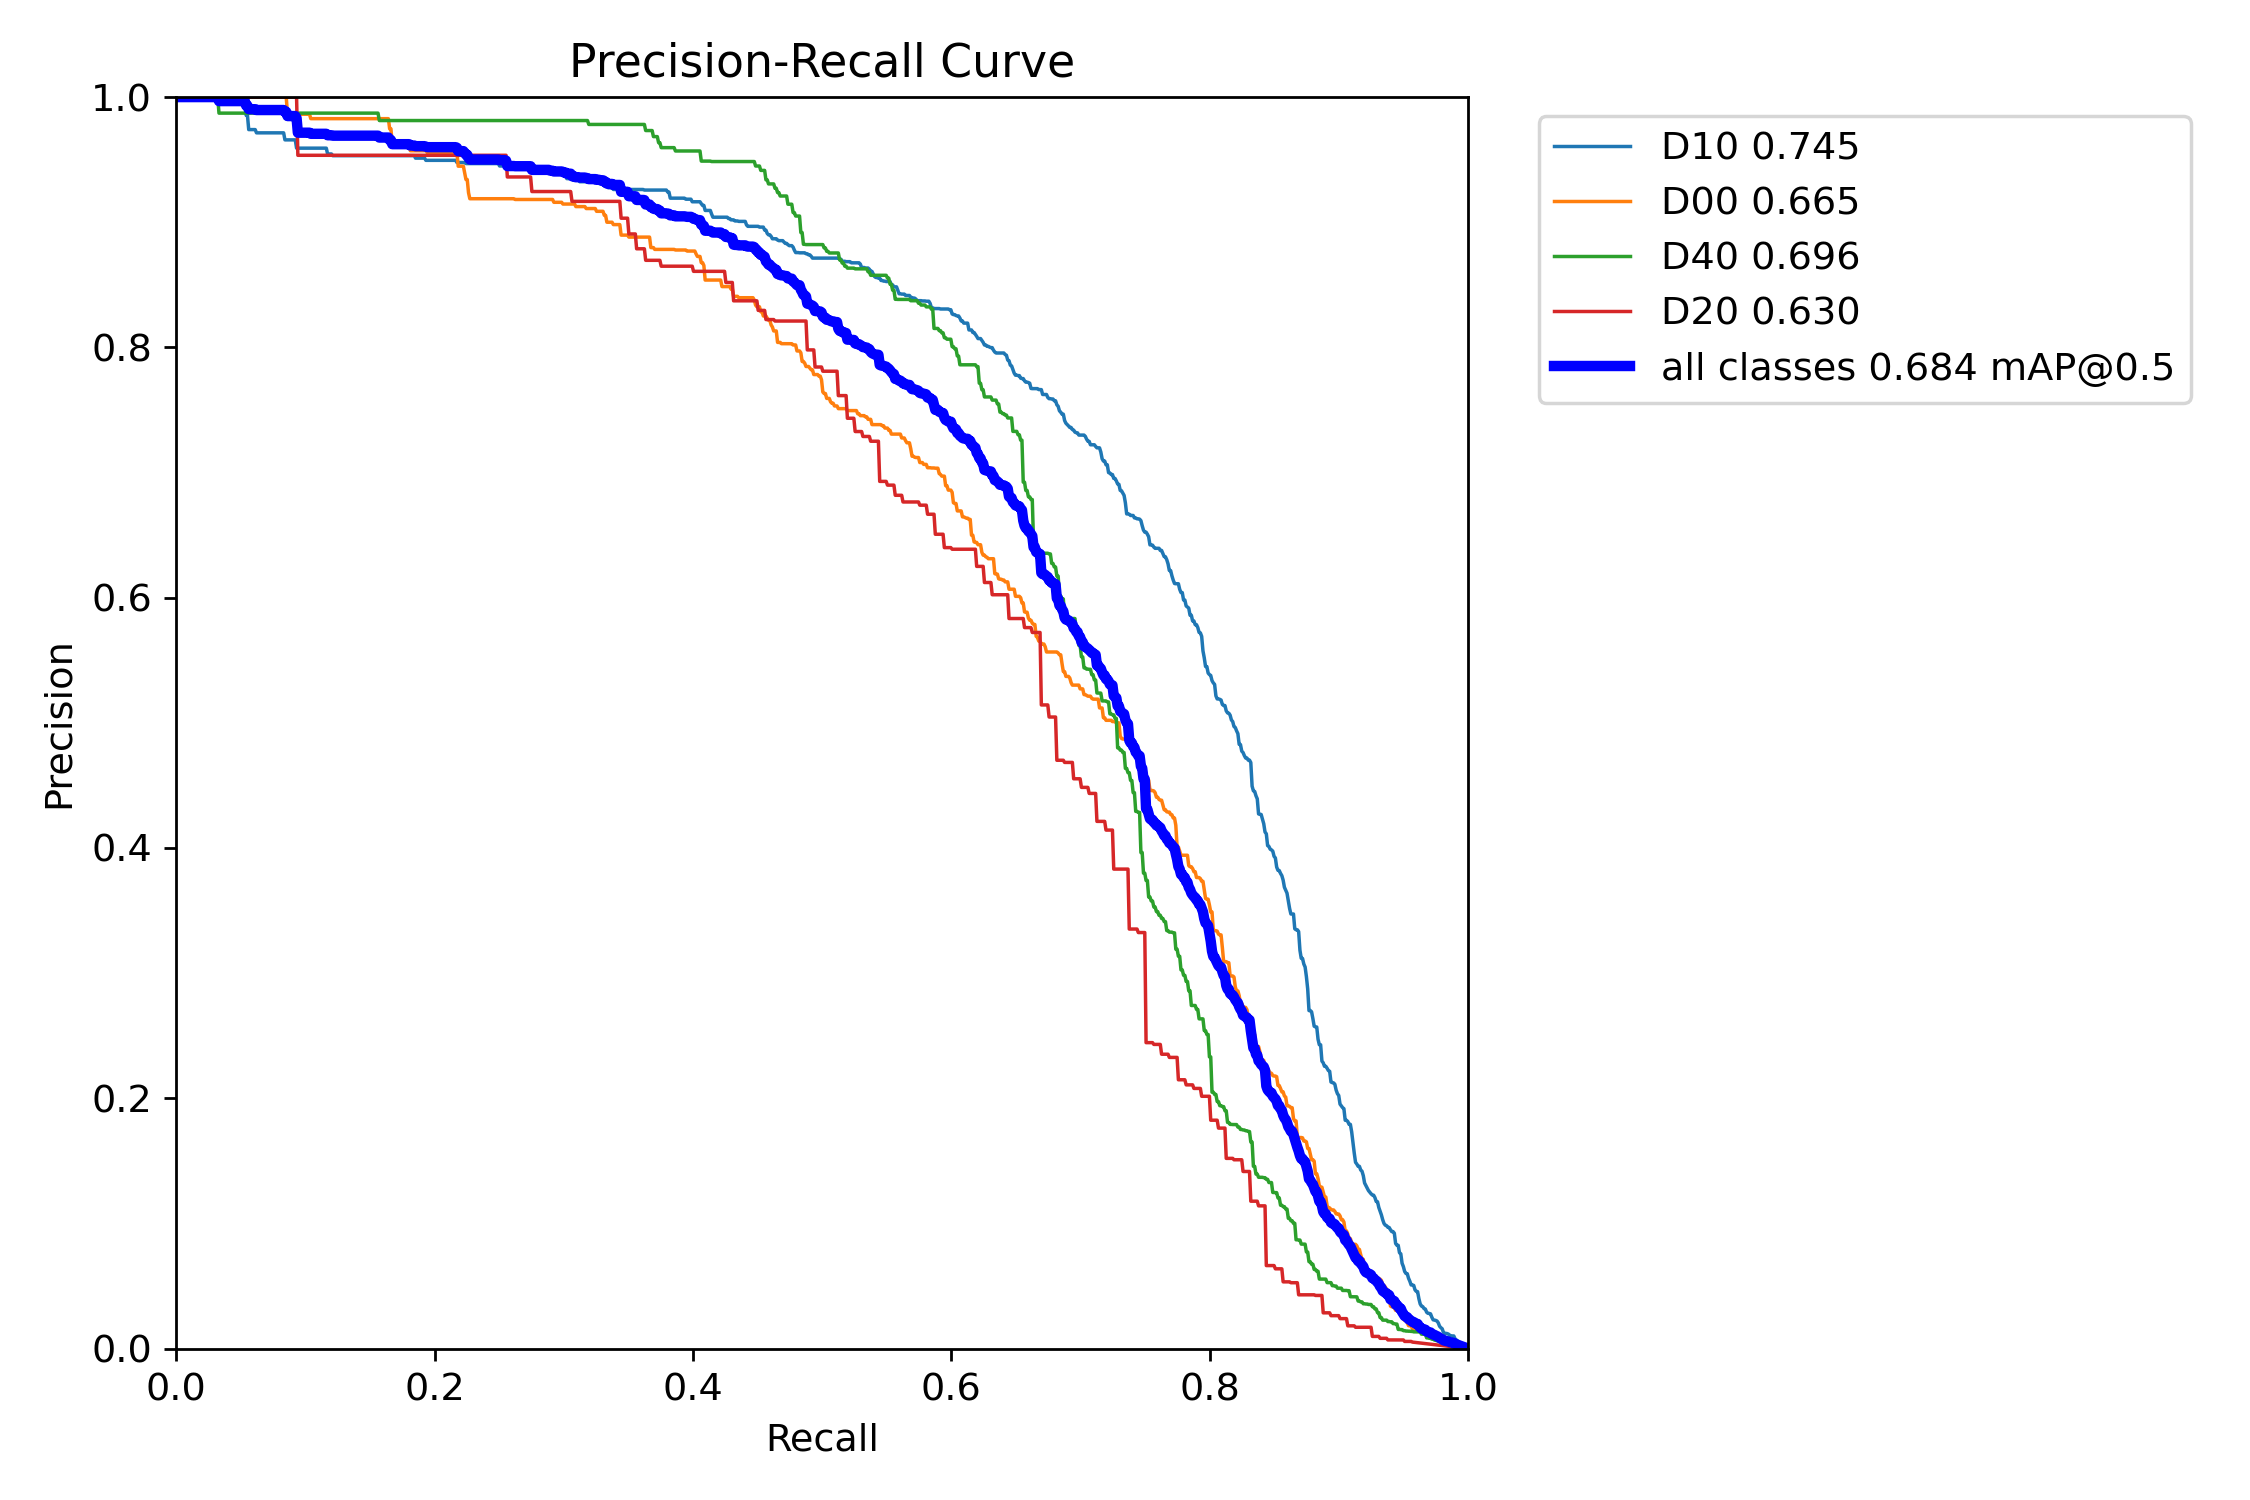 Precision-Recall Curve
1.0
0.8
0.6
0.4
0.2
0.0
Precision
0.0 0.2 0.4 0.6 0.8 1.0
Recall
D10 0.745
D00 0.665
D40 0.696
D20 0.630
all classes 0.684 mAP@0.5